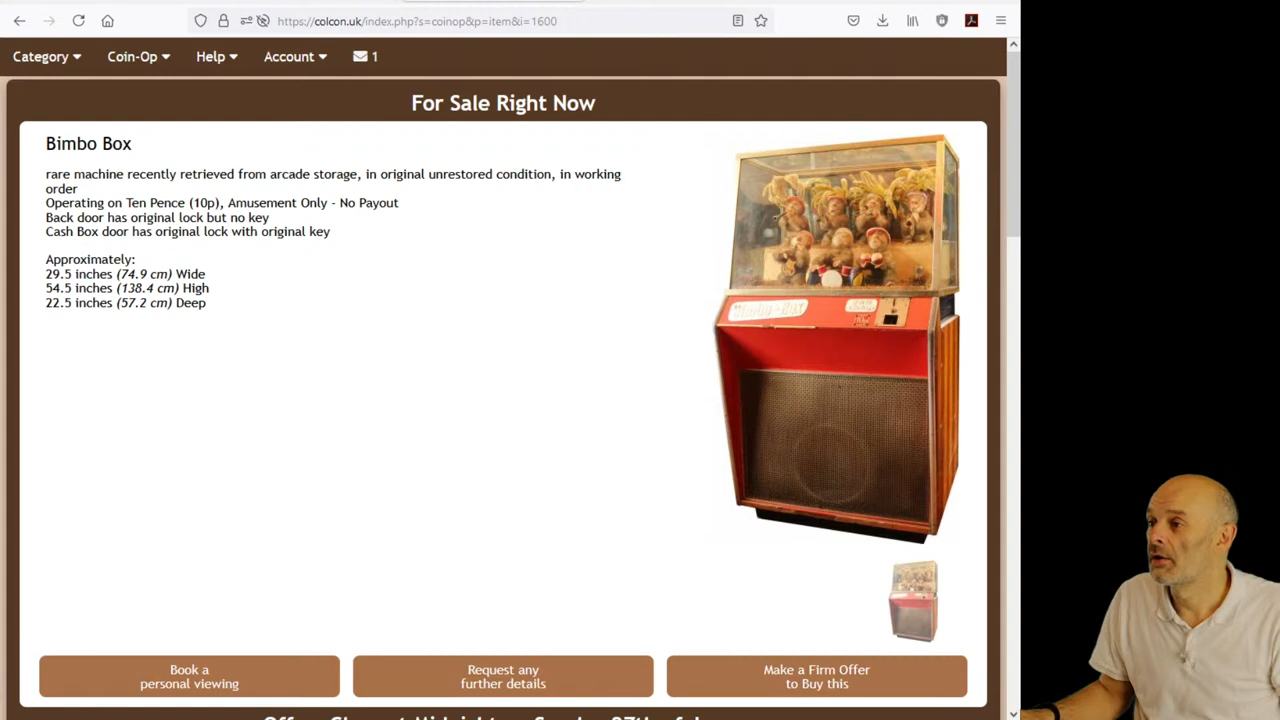 https://colcon.uk/index.php?s=coinop&p=item&i=1600
Category Coin-Op Help Account 1
For Sale Right Now
Bimbo Box
rare machine recently retrieved from arcade storage, in original unrestored condition, in working
order
Operating on Ten Pence (10p), Amusement Only - No Payout
Back door has original lock but no key
Cash Box door has original lock with original key
Approximately:
29.5 inches (74.9 cm) Wide
54.5 inches (138.4 cm) High
22.5 inches (57.2 cm) Deep
Bimbo-Box
Book a
personal viewing
Request any
further details
Make a Firm Offer
to Buy this